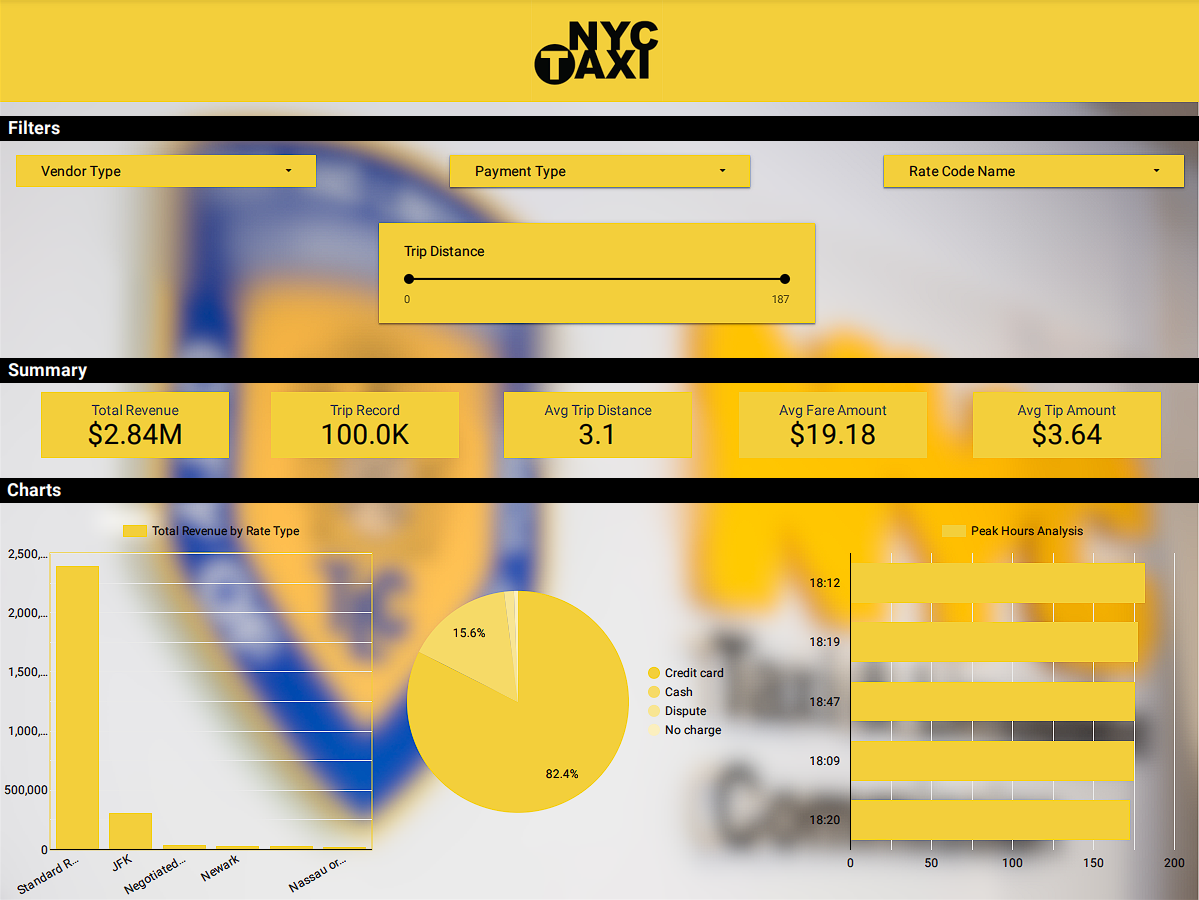 NYC
TAXI
Filters
Vendor Type
Payment Type
Rate Code Name
Trip Distance
0
187
Summary
Total Revenue
$2.84M
Trip Record
100.0K
Avg Trip Distance
3.1
Avg Fare Amount
$19.18
Avg Tip Amount
$3.64
Charts
Total Revenue by Rate Type
2,500,...
2,000,...
1,500,...
1,000,...
500,000
0
Standard R...
JFK
Negotiated...
Newark
Nassau or...
15.6%
82.4%
Credit card
Cash
Dispute
No charge
Peak Hours Analysis
18:12
18:19
18:47
18:09
18:20
0 50 100 150 200